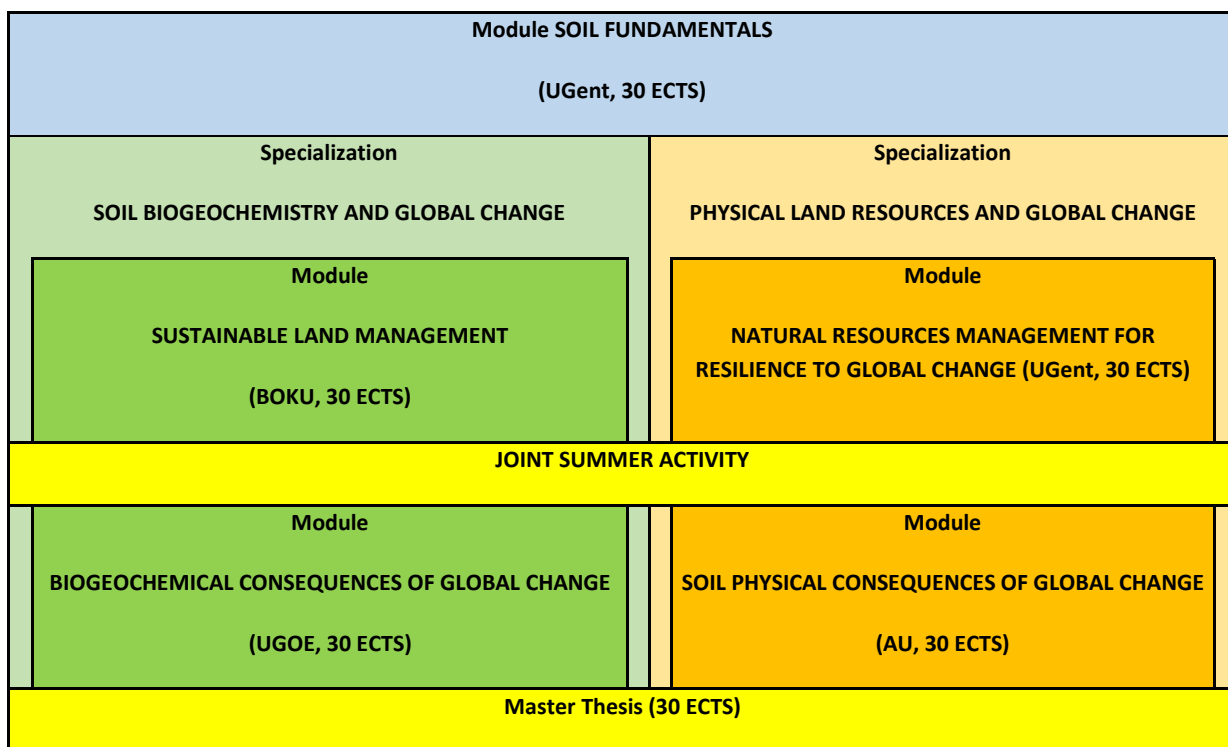 Module SOIL FUNDAMENTALS
(UGent, 30 ECTS)
Specialization
SOIL BIOGEOCHEMISTRY AND GLOBAL CHANGE
Module
SUSTAINABLE LAND MANAGEMENT
(BOKU, 30 ECTS)
Specialization
PHYSICAL LAND RESOURCES AND GLOBAL CHANGE
Module
NATURAL RESOURCES MANAGEMENT FOR
RESILIENCE TO GLOBAL CHANGE (UGent, 30 ECTS)
JOINT SUMMER ACTIVITY
Module
BIOGEOCHEMICAL CONSEQUENCES OF GLOBAL CHANGE
(UGOE, 30 ECTS)
Module
SOIL PHYSICAL CONSEQUENCES OF GLOBAL CHANGE
(AU, 30 ECTS)
Master Thesis (30 ECTS)